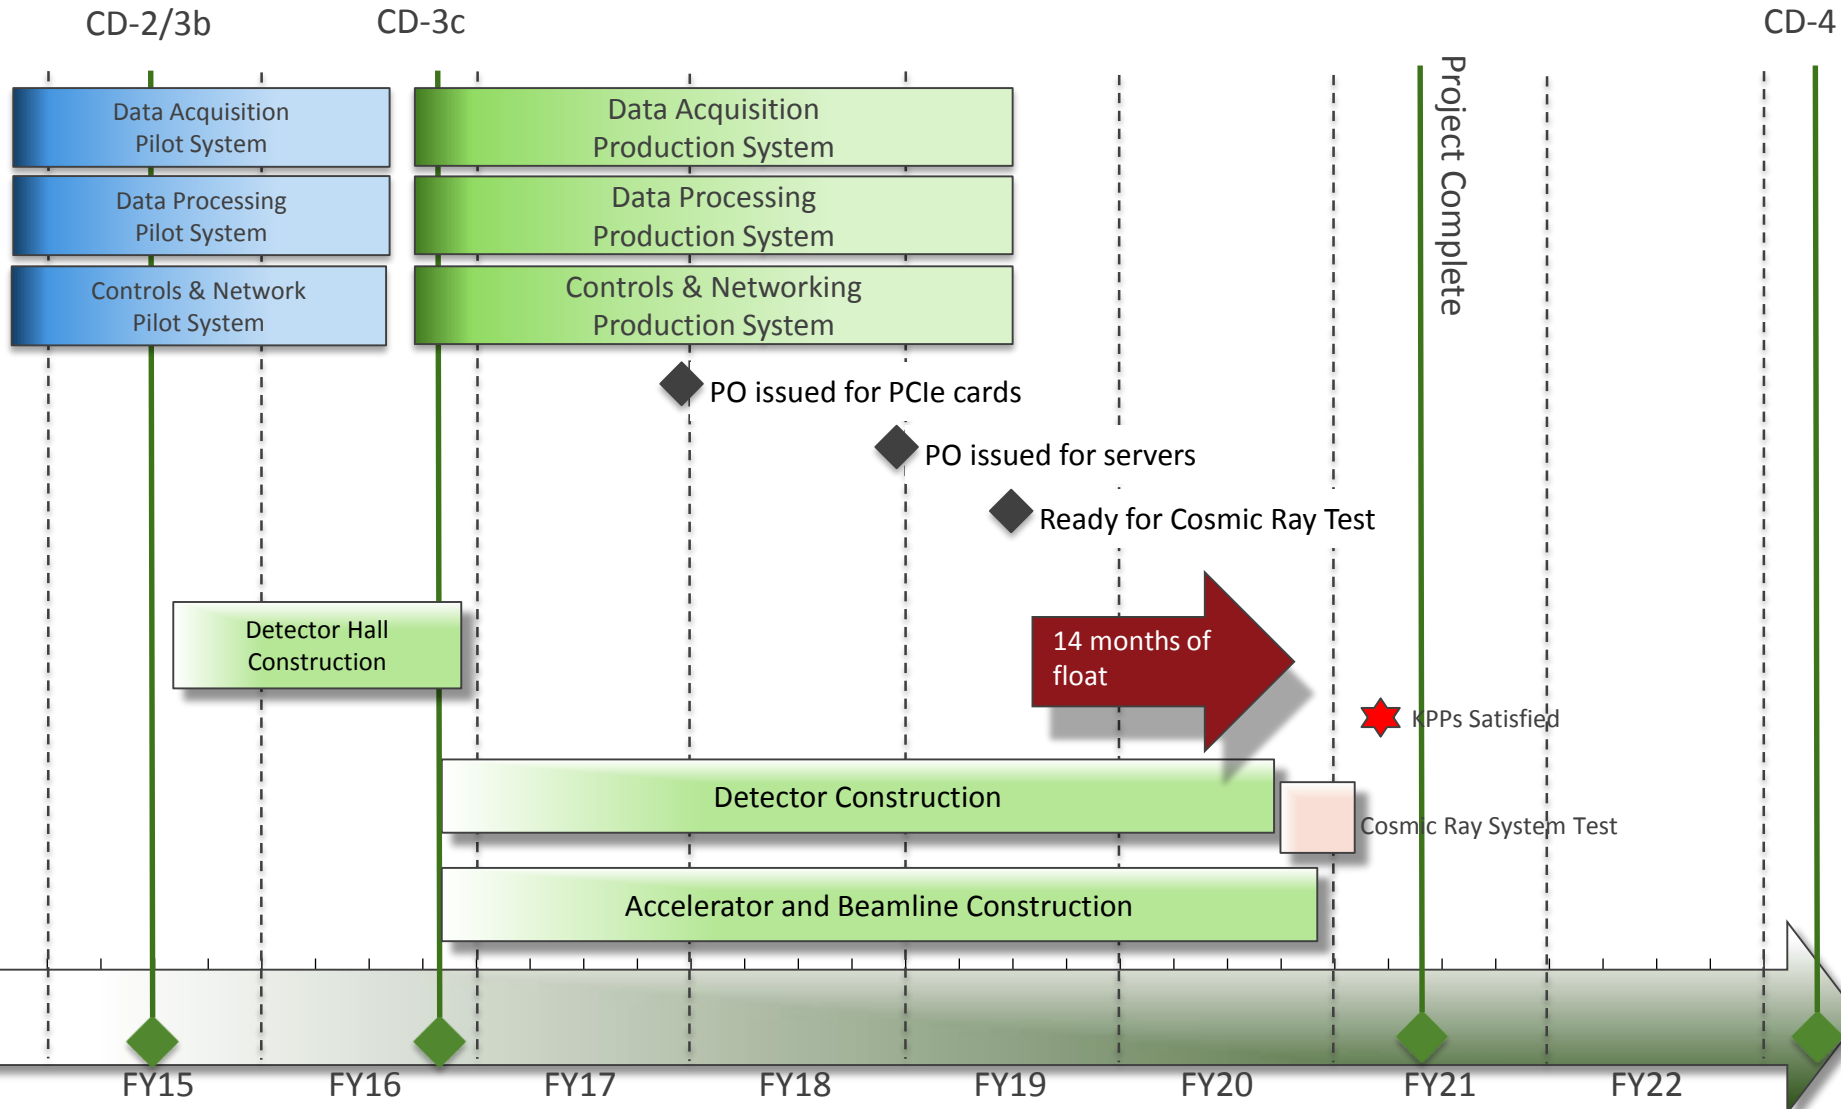 CD-2/3b
CD-3c
CD-4
Project Complete
Data Acquisition
Pilot System
Data Acquisition
Production System
Data Processing
Pilot System
Data Processing
Production System
Controls & Network
Pilot System
Controls & Networking
Production System
PO issued for PCIe cards
PO issued for servers
Ready for Cosmic Ray Test
Detector Hall
Construction
14 months of
float
KPPs Satisfied
Detector Construction
Cosmic Ray System Test
Accelerator and Beamline Construction
FY15
FY16
FY17
FY18
FY19
FY20
FY21
FY22